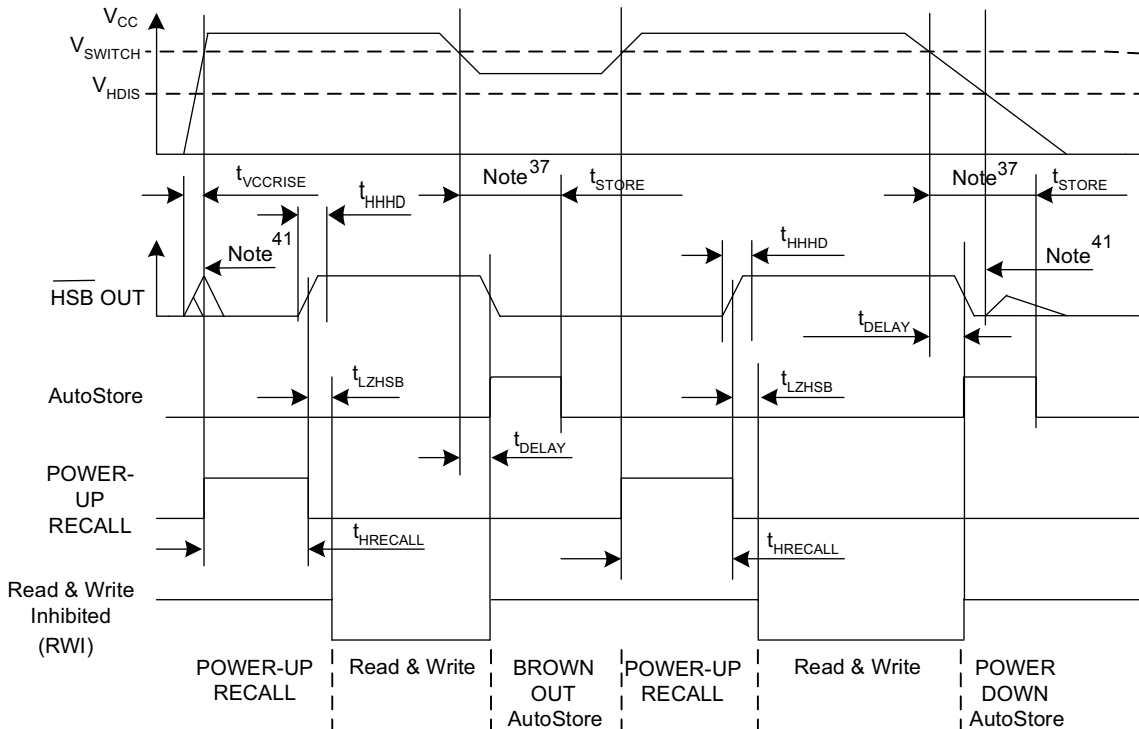 VCC
VSWITCH
VHDIS
tVCCRISE
tHHHD
Note37
tSTORE
Note37
tSTORE
Note41
tHHHD
Note41
HSB OUT
tDELAY
tLZHSB
tLZHSB
AutoStore
tDELAY
POWER-
UP
RECALL
tHRECALL
tHRECALL
Read & Write
Inhibited
(RWI)
POWER-UP
RECALL
Read & Write
BROWN
OUT
AutoStore
POWER-UP
RECALL
Read & Write
POWER
DOWN
AutoStore